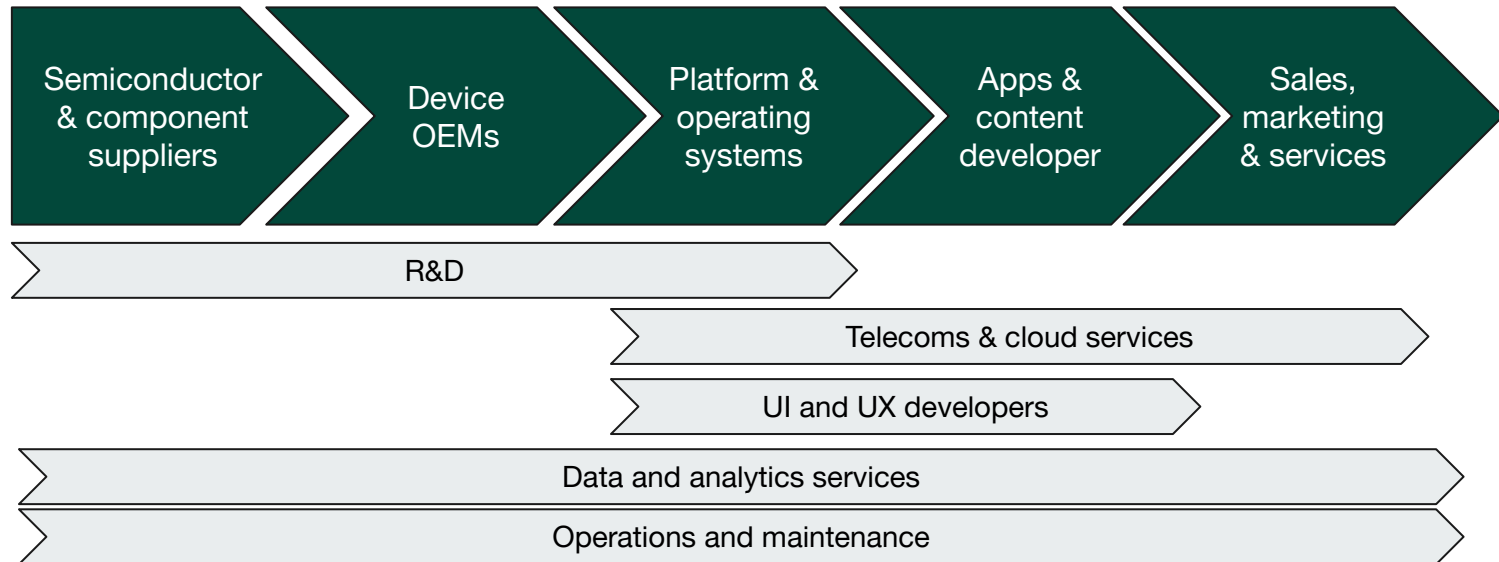 Semiconductor
& component
suppliers
Device
OEMs
Platform &
operating
systems
Apps &
content
developer
Sales,
marketing
& services
R&D
Telecoms & cloud services
UI and UX developers
Data and analytics services
Operations and maintenance